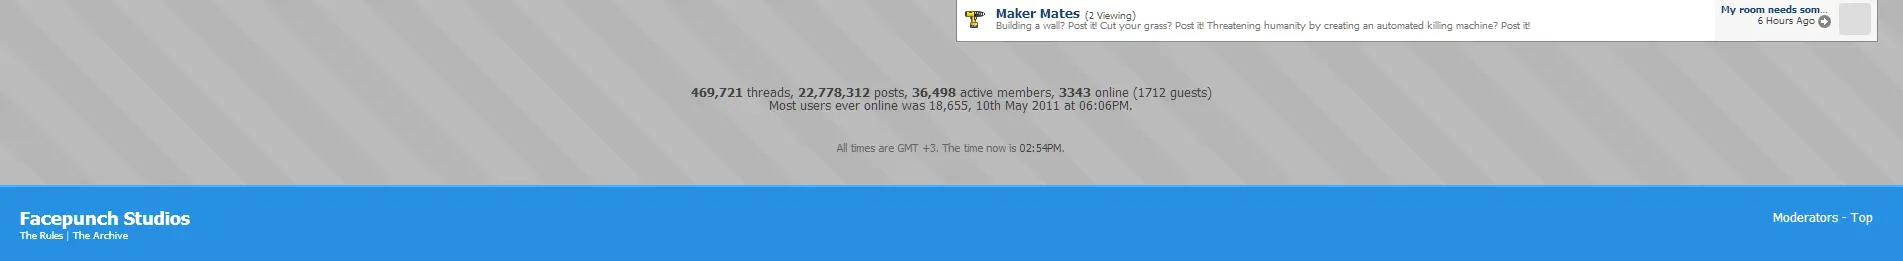 Maker Mates (2 Viewing)
Building a wall? Post it! Cut your grass? Post it! Threatening humanity by creating an automated killing machine? Post it!
My room needs som...
6 Hours Ago
469,721 threads, 22,778,312 posts, 36,498 active members, 3343 online (1712 guests)
Most users ever online was 18,655, 10th May 2011 at 06:06PM.
All times are GMT +3. The time now is 02:54PM.
Facepunch Studios
The Rules | The Archive
Moderators - Top